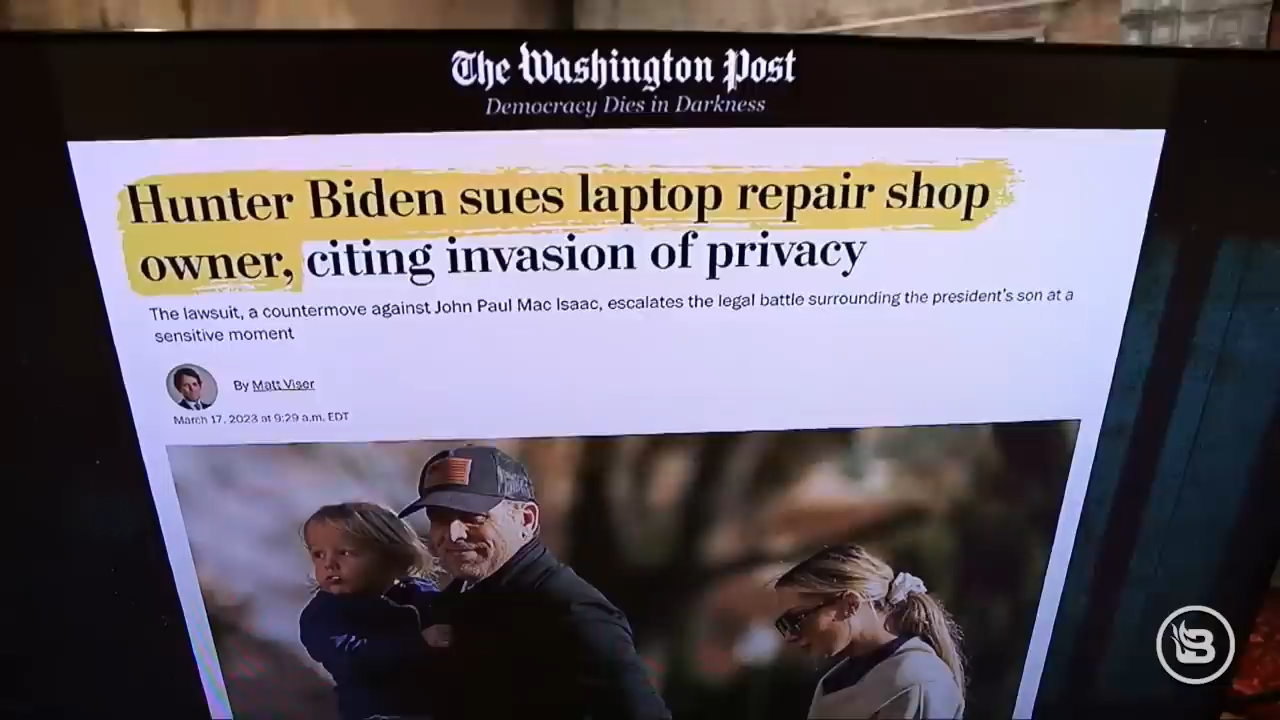 The Washington Post
Democracy Dies in Darkness
Hunter Biden sues laptop repair shop
owner, citing invasion of privacy
The lawsuit, a countermove against John Paul Mac Isaac, escalates the legal battle surrounding the president's son at a
sensitive moment
By Matt Viser
March 17, 2023 at 9:29 a.m. EDT
B